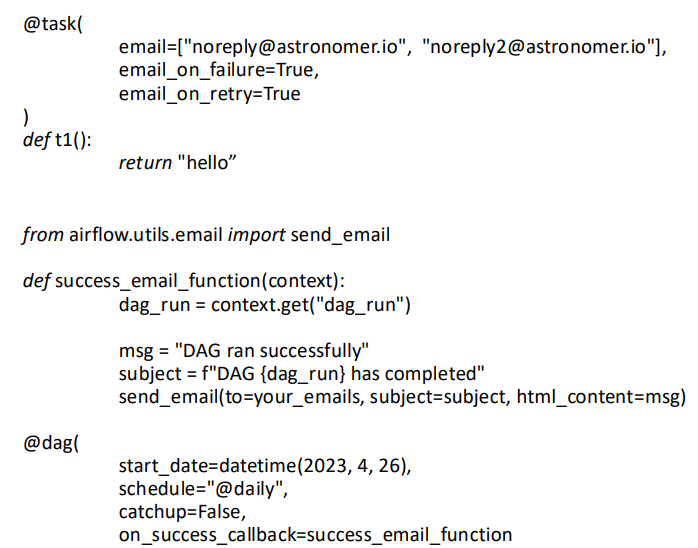 @task(
email=["noreply@astronomer.io", "noreply2@astronomer.io"],
email_on_failure=True,
email_on_retry=True
)
def t1():
return "hello”
from airflow.utils.email import send_email
def success_email_function(context):
dag_run = context.get("dag_run")
msg = "DAG ran successfully"
subject = f"DAG {dag_run} has completed"
send_email(to=your_emails, subject=subject, html_content=msg)
@dag(
start_date=datetime(2023, 4, 26),
schedule="@daily",
catchup=False,
on_success_callback=success_email_function